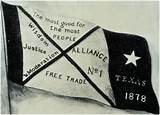 The most good for
the most
PEOPLE
Wisdom
Justice
& Moderation
ALLIANCE
No 1
FREE TRADE
TEXAS
1878